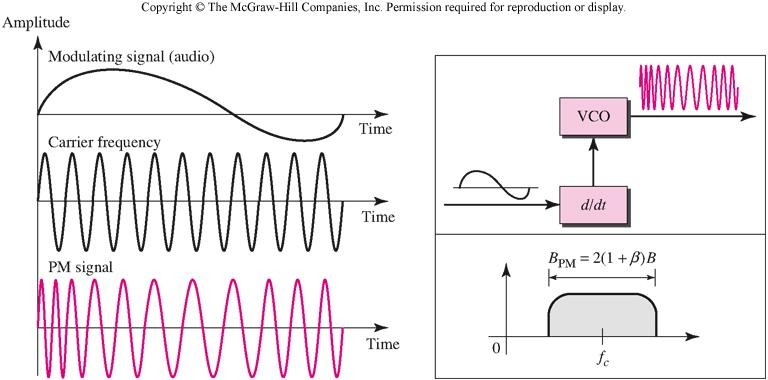 Copyright © The McGraw-Hill Companies, Inc. Permission required for reproduction or display.
Amplitude
Modulating signal (audio)
Time
Carrier frequency
Time
PM signal
Time
VCO
d/dt
B_PM = 2(1 + β)B
0
f_c